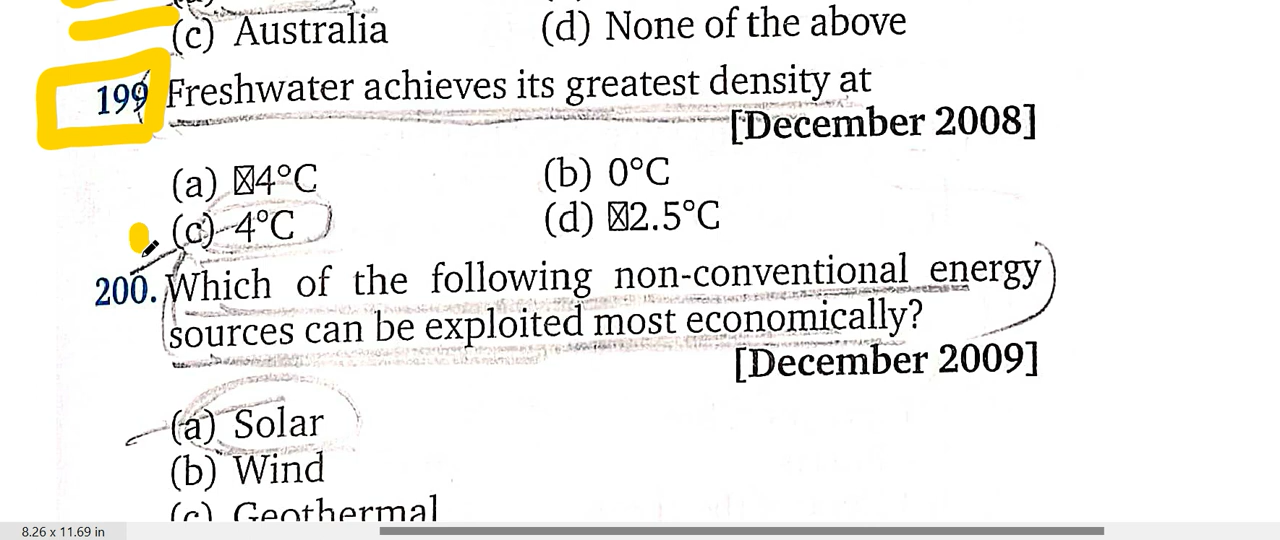 (c) Australia (d) None of the above
199 Freshwater achieves its greatest density at
[December 2008]
(a) ☒4°C (b) 0°C
(c) 4°C (d) ☒2.5°C
200. Which of the following non-conventional energy
sources can be exploited most economically?
[December 2009]
(a) Solar
(b) Wind
(c) Geothermal
8.26 x 11.69 in